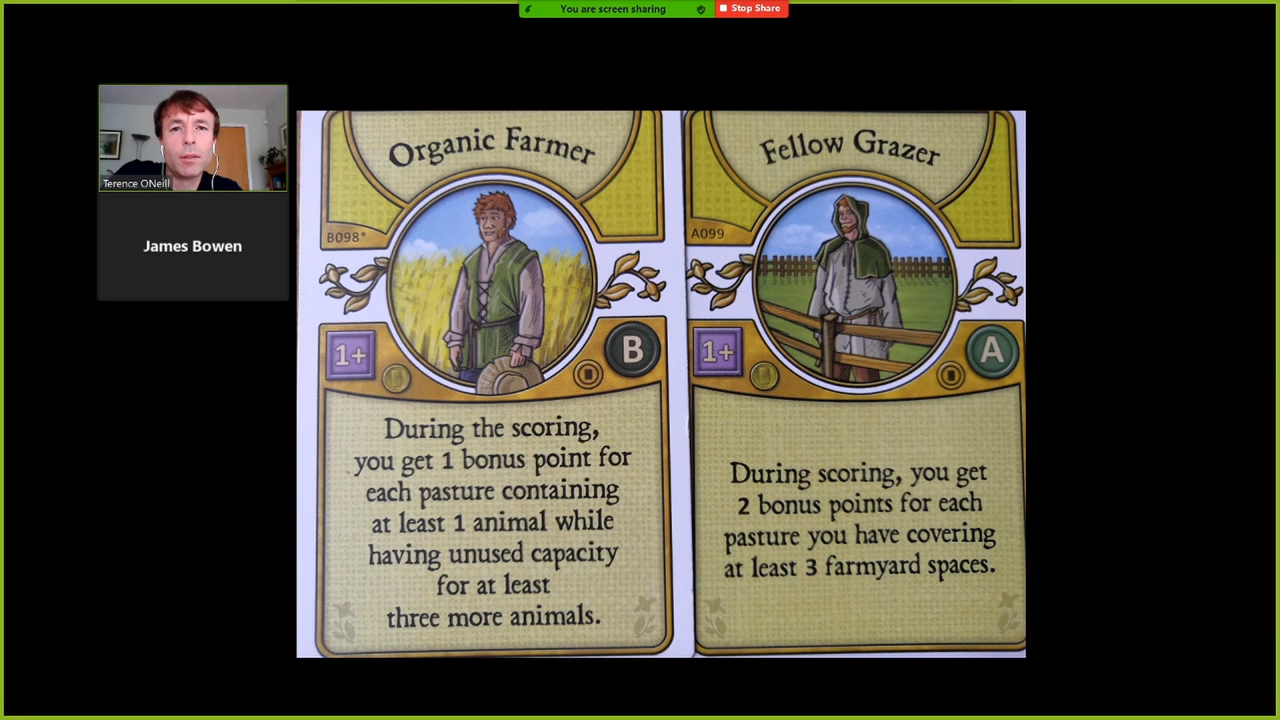 You are screen sharing
Stop Share
Terence ONeill
James Bowen
Organic Farmer
B098*
1+
B
During the scoring,
you get 1 bonus point for
each pasture containing
at least 1 animal while
having unused capacity
for at least
three more animals.
Fellow Grazer
A099
1+
A
During scoring, you get
2 bonus points for each
pasture you have covering
at least 3 farmyard spaces.